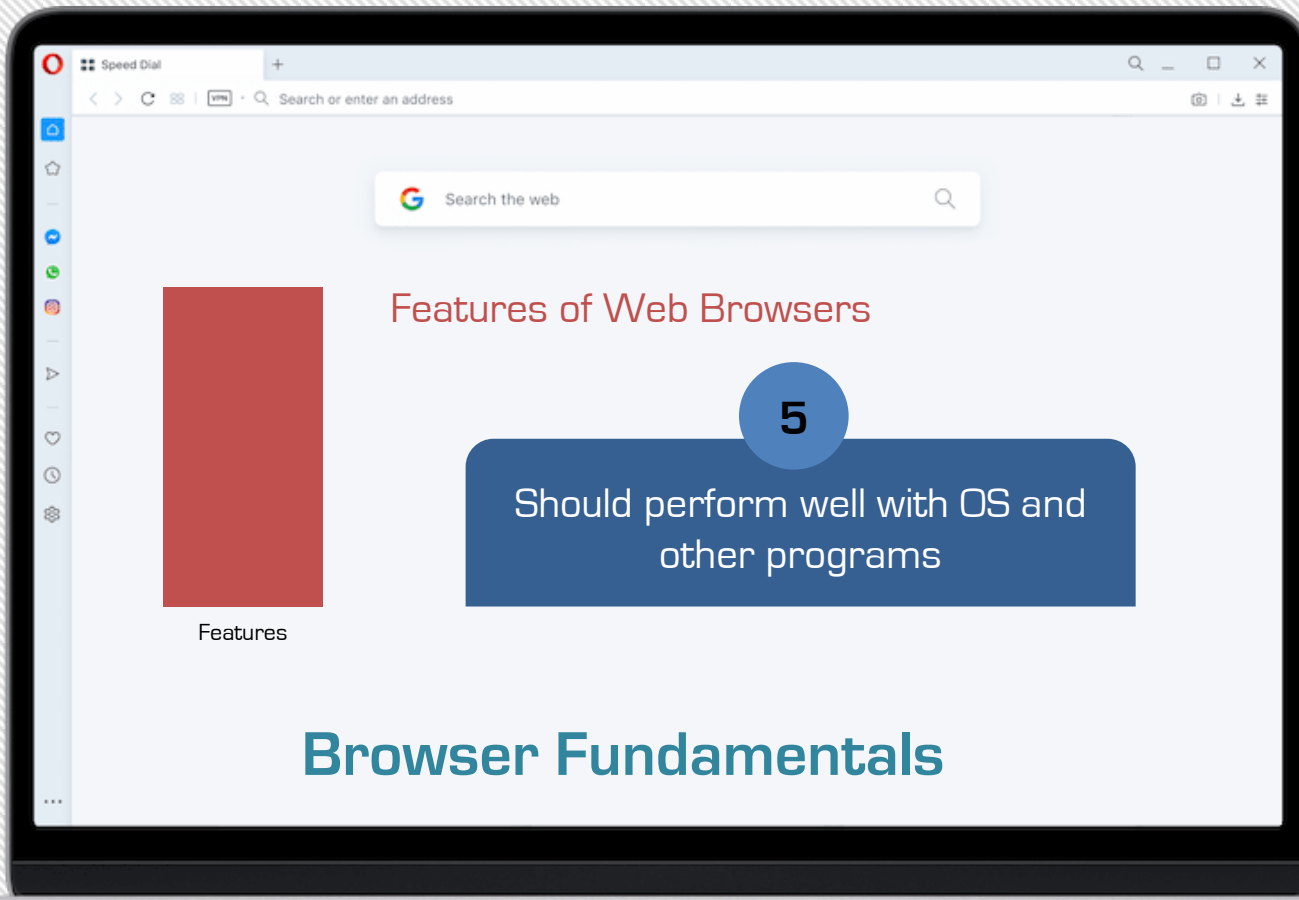 Speed Dial
VPN
Search or enter an address
Search the web
Features of Web Browsers
5
Should perform well with OS and
other programs
Features
Browser Fundamentals